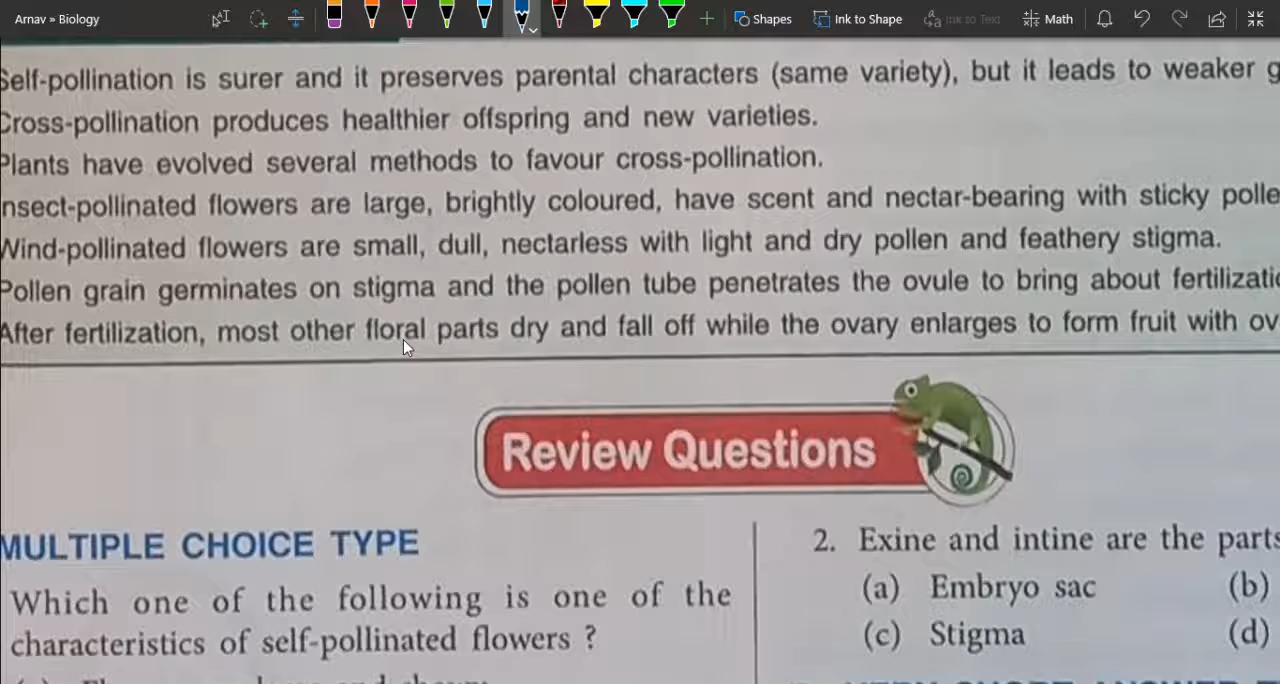 Arnav » Biology
Shapes
Ink to Shape
Ink to Text
Math
Self-pollination is surer and it preserves parental characters (same variety), but it leads to weaker
Cross-pollination produces healthier offspring and new varieties.
Plants have evolved several methods to favour cross-pollination.
nsect-pollinated flowers are large, brightly coloured, have scent and nectar-bearing with sticky polle
Wind-pollinated flowers are small, dull, nectarless with light and dry pollen and feathery stigma.
Pollen grain germinates on stigma and the pollen tube penetrates the ovule to bring about fertilizati
After fertilization, most other floral parts dry and fall off while the ovary enlarges to form fruit with ov
Review Questions
MULTIPLE CHOICE TYPE
Which one of the following is one of the
characteristics of self-pollinated flowers ?
2. Exine and intine are the parts
(a) Embryo sac (b)
(c) Stigma (d)